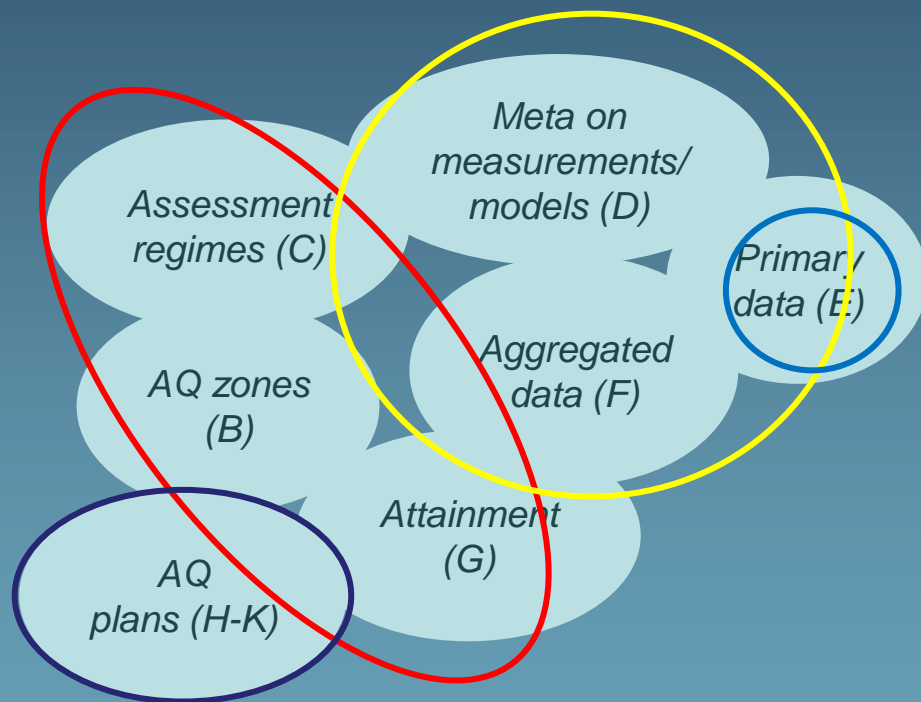 Meta on
measurements/
models (D)
Assessment
regimes (C)
Primary
data (E)
Aggregated
data (F)
AQ zones
(B)
Attainment
(G)
AQ
plans (H-K)